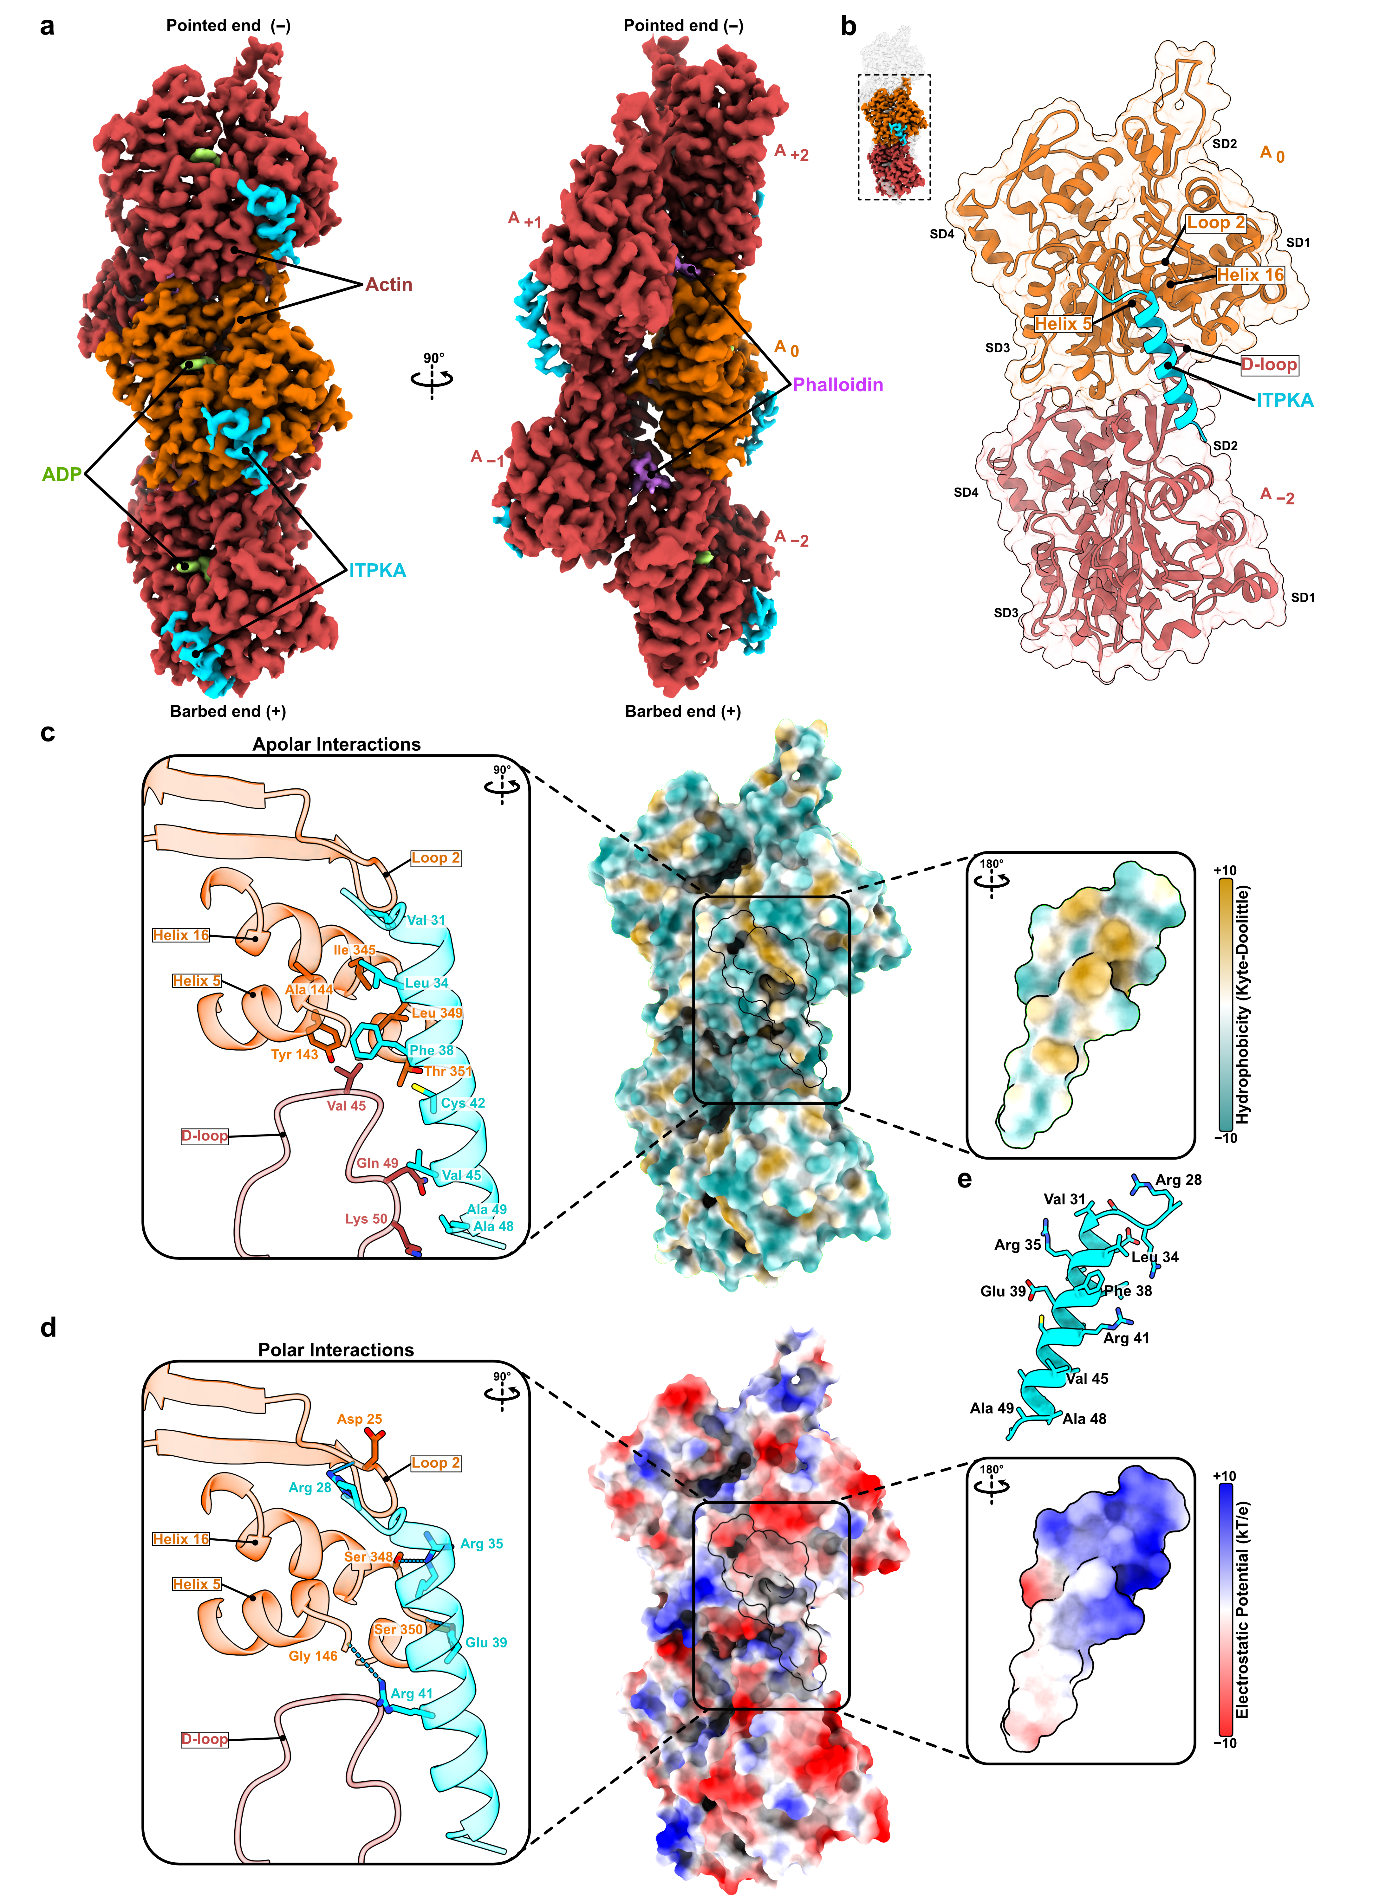 a
Pointed end (−)
Pointed end (−)
b
A +2
A +1
Actin
90°
A 0
Phalloidin
ADP
A −1
A −2
ITPKA
Barbed end (+)
Barbed end (+)
SD2
A 0
Loop 2
SD4
SD1
Helix 16
Helix 5
SD3
D-loop
ITPKA
SD2
SD4
A −2
SD3
SD1
c
Apolar Interactions
90°
Loop 2
Val 31
Helix 16
Ile 345
Helix 5
Ala 144
Leu 34
Leu 349
Tyr 143
Phe 38
Thr 351
Val 45
Cys 42
D-loop
Gln 49
Val 45
Lys 50
Ala 49
Ala 48
180°
+10
Hydrophobicity (Kyte-Doolittle)
−10
e
Arg 28
Val 31
Arg 35
Leu 34
Glu 39
Phe 38
Arg 41
Val 45
Ala 49
Ala 48
d
Polar Interactions
90°
Asp 25
Loop 2
Arg 28
Helix 16
Ser 348
Arg 35
Helix 5
Ser 350
Gly 146
Glu 39
Arg 41
D-loop
180°
+10
Electrostatic Potential (kT/e)
−10